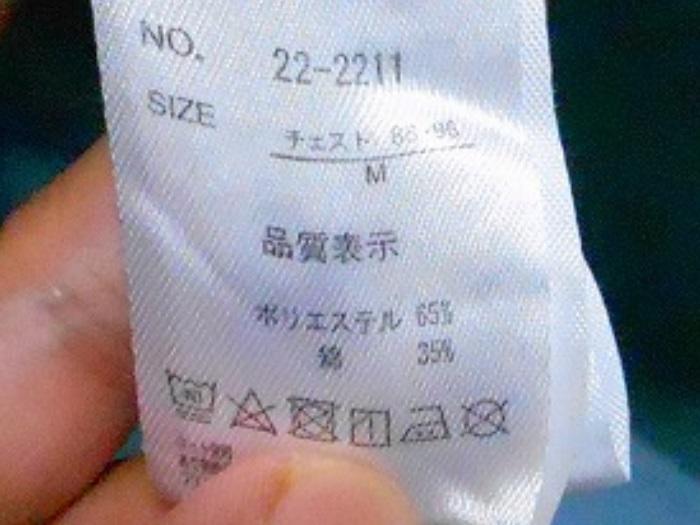 NO. 22-2211
SIZE チェスト 88-96
M
品質表示
ポリエステル 65%
綿 35%